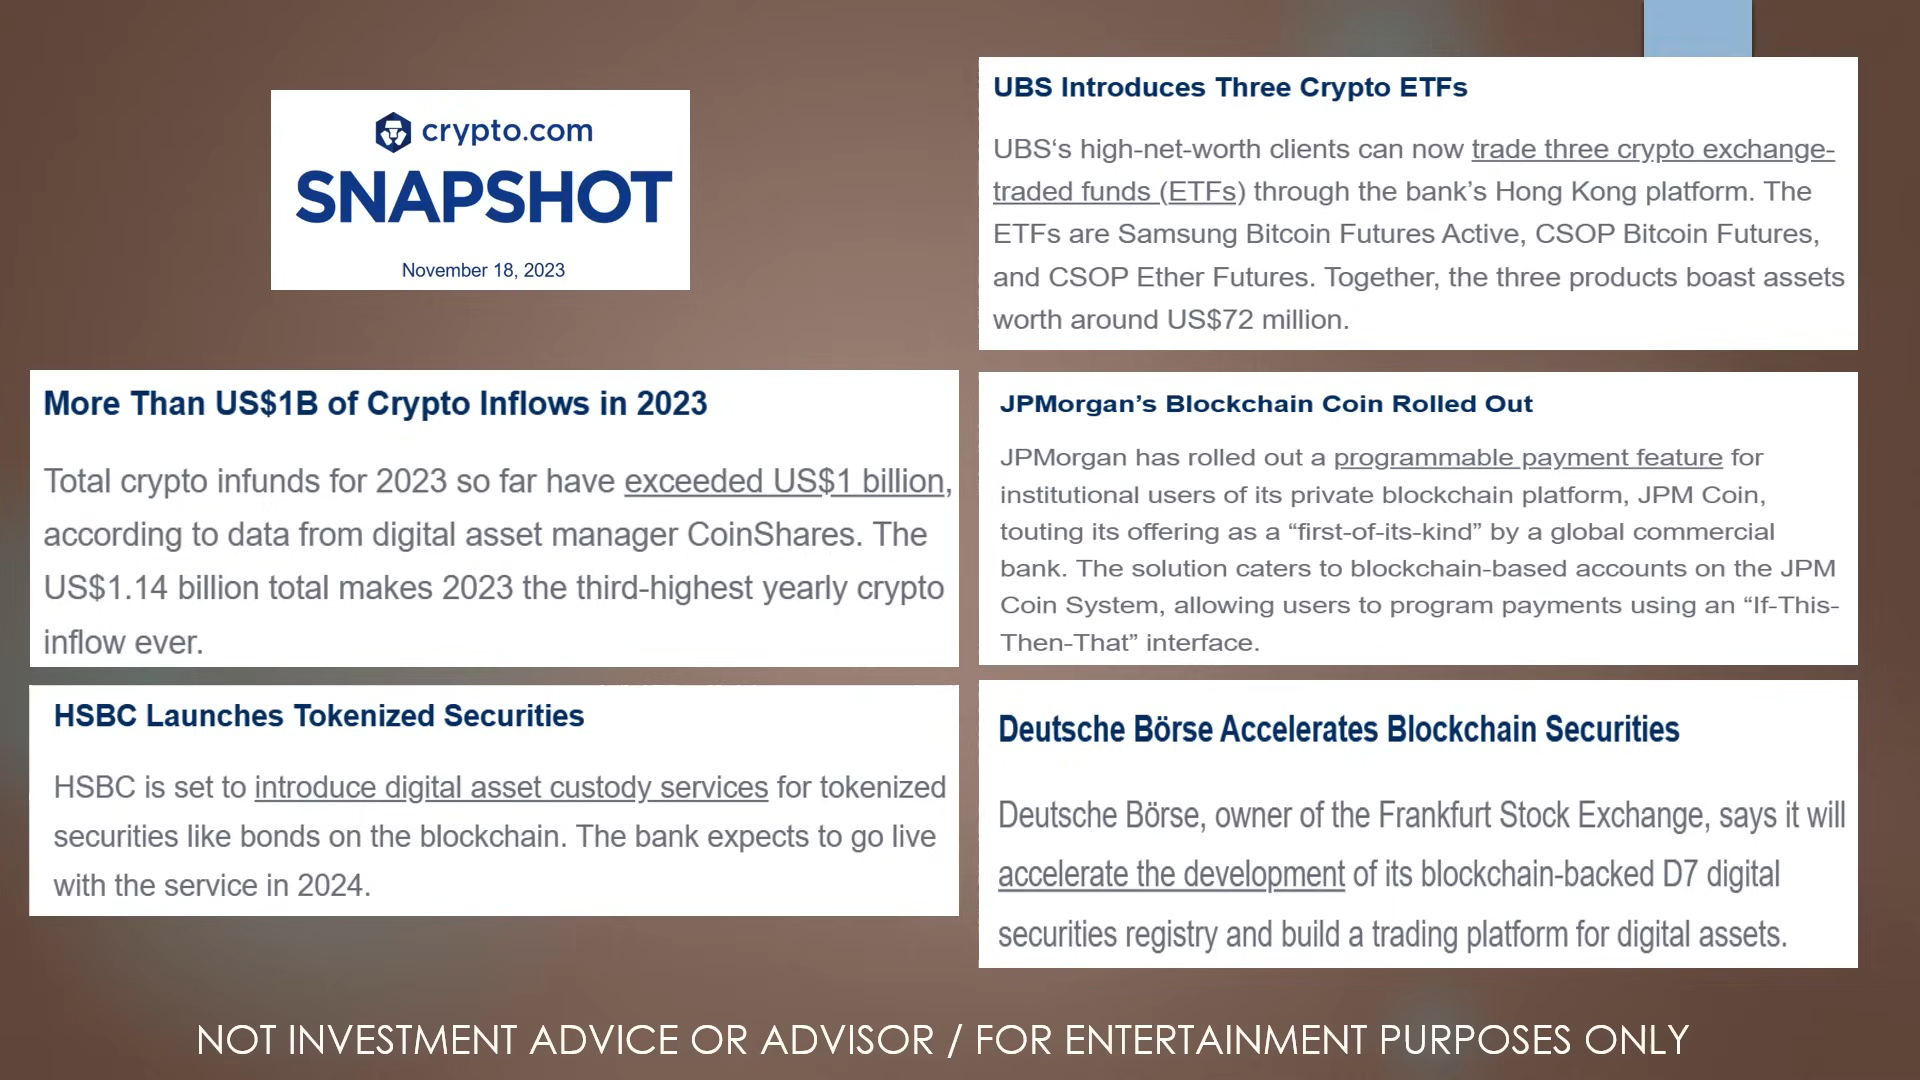 crypto.com
SNAPSHOT
November 18, 2023
More Than US$1B of Crypto Inflows in 2023
Total crypto infunds for 2023 so far have exceeded US$1 billion,
according to data from digital asset manager CoinShares. The
US$1.14 billion total makes 2023 the third-highest yearly crypto
inflow ever.
HSBC Launches Tokenized Securities
HSBC is set to introduce digital asset custody services for tokenized
securities like bonds on the blockchain. The bank expects to go live
with the service in 2024.
UBS Introduces Three Crypto ETFs
UBS‘s high-net-worth clients can now trade three crypto exchange-
traded funds (ETFs) through the bank’s Hong Kong platform. The
ETFs are Samsung Bitcoin Futures Active, CSOP Bitcoin Futures,
and CSOP Ether Futures. Together, the three products boast assets
worth around US$72 million.
JPMorgan’s Blockchain Coin Rolled Out
JPMorgan has rolled out a programmable payment feature for
institutional users of its private blockchain platform, JPM Coin,
touting its offering as a “first-of-its-kind” by a global commercial
bank. The solution caters to blockchain-based accounts on the JPM
Coin System, allowing users to program payments using an “If-This-
Then-That” interface.
Deutsche Börse Accelerates Blockchain Securities
Deutsche Börse, owner of the Frankfurt Stock Exchange, says it will
accelerate the development of its blockchain-backed D7 digital
securities registry and build a trading platform for digital assets.
NOT INVESTMENT ADVICE OR ADVISOR / FOR ENTERTAINMENT PURPOSES ONLY